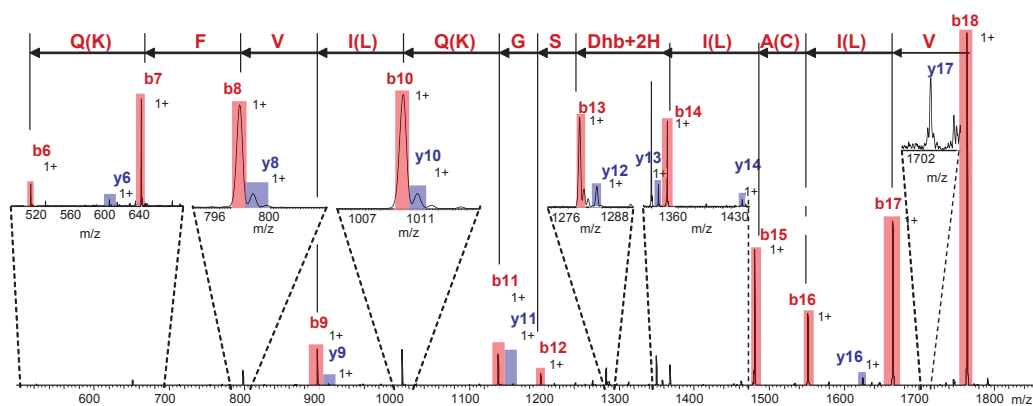 b18
Q(K) F V I(L) Q(K) G S Dhb+2H I(L) A(C) I(L) V
1+
y17
b7 b8 b10
1+ 1+ 1+
b13 b14
1+ 1+
b6 y6 y8 y10 y12 y13 y14
1+ 1+ 1+ 1+ 1+ 1+ 1+
1702
m/z
520 560 600 640 796 800 1007 1011 1276 1288 1360 1430
m/z m/z m/z m/z m/z
b17
1+
b15
1+
b11
1+
b16
1+
b9 y11
1+ 1+
y9 b12 y16
1+ 1+ 1+
600 700 800 900 1000 1100 1200 1300 1400 1500 1600 1700 1800 m/z